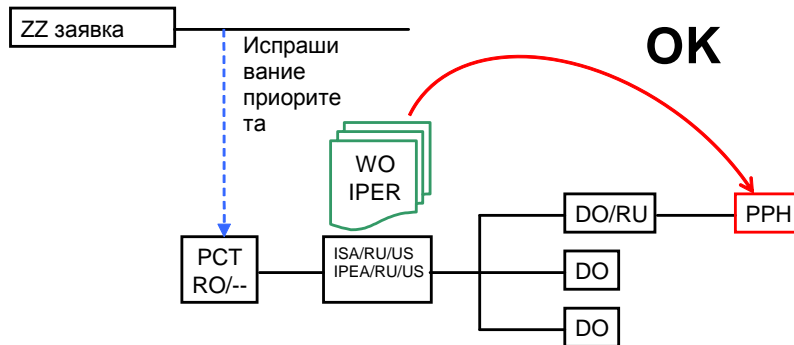 ZZ заявка
Испраши
вание
приорите
та
OK
WO
IPER
DO/RU
PPH
PCT
RO/--
ISA/RU/US
IPEA/RU/US
DO
DO